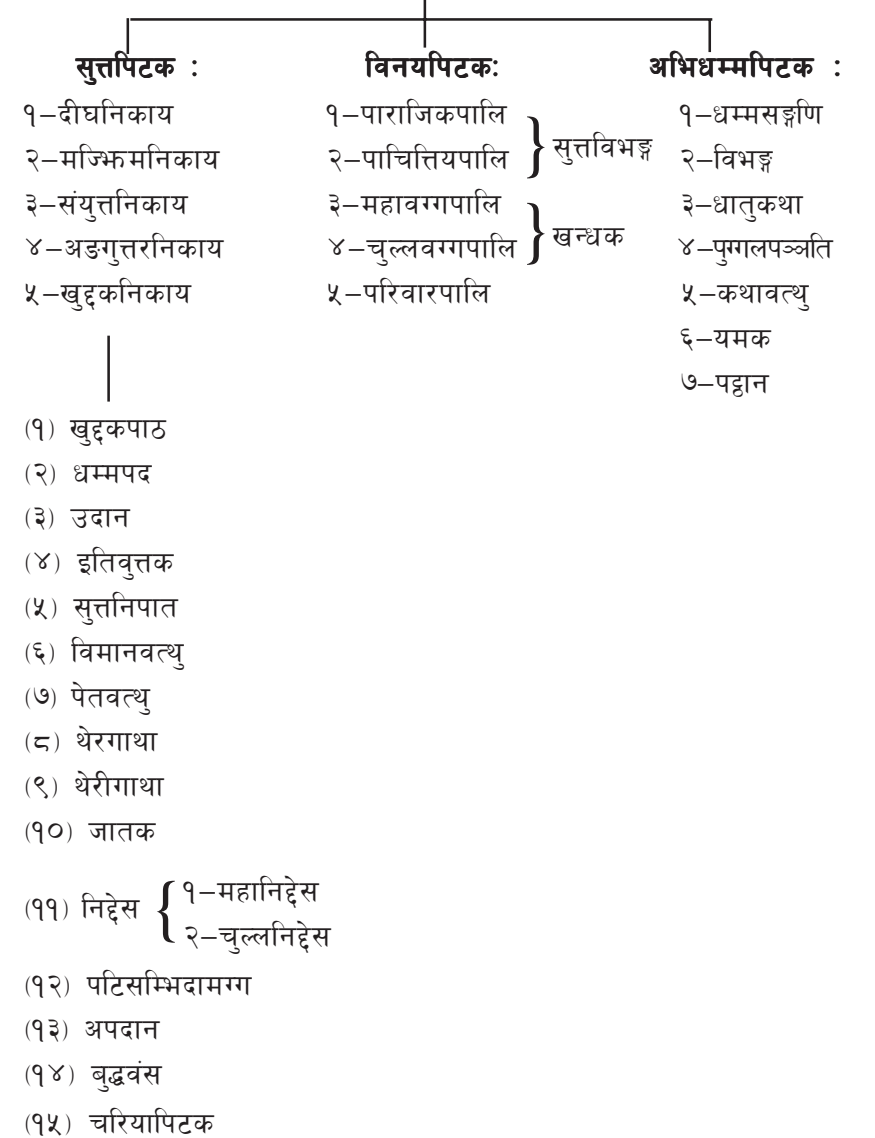 सुत्तपिटक :
१–दीघनिकाय
२–मज्झिमनिकाय
३–संयुत्तनिकाय
४–अङगुत्तरनिकाय
५–खुद्दकनिकाय
(१) खुद्दकपाठ
(२) धम्मपद
(३) उदान
(४) इतिवुत्तक
(५) सुत्तनिपात
(६) विमानवत्थु
(७) पेतवत्थु
(८) थेरगाथा
(९) थेरीगाथा
(१०) जातक
(११) निद्देस
१–महानिद्देस
२–चुल्लनिद्देस
(१२) पटिसम्भिदामग्ग
(१३) अपदान
(१४) बुद्धवंस
(१५) चरियापिटक
विनयपिटक:
१–पाराजिकपालि
२–पाचित्तियपालि
सुत्तविभङ्ग
३–महावग्गपालि
४–चुल्लवग्गपालि
खन्धक
५–परिवारपालि
अभिधम्मपिटक :
१–धम्मसङ्गणि
२–विभङ्ग
३–धातुकथा
४–पुग्गलपञ्ञति
५–कथावत्थु
६–यमक
७–पट्ठान